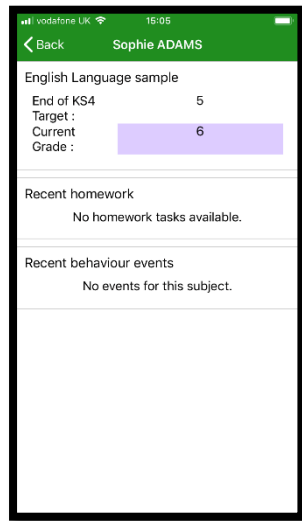 vodafone UK 15:05
Back Sophie ADAMS
English Language sample
End of KS4 5
Target :
Current 6
Grade :
Recent homework
No homework tasks available.
Recent behaviour events
No events for this subject.